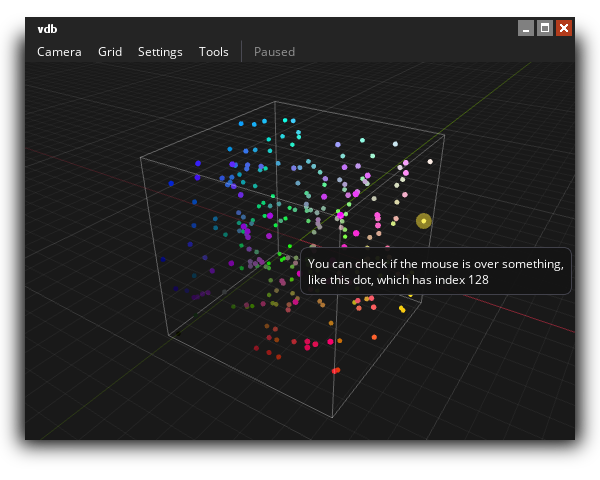 vdb
Camera Grid Settings Tools Paused
You can check if the mouse is over something,
like this dot, which has index 128